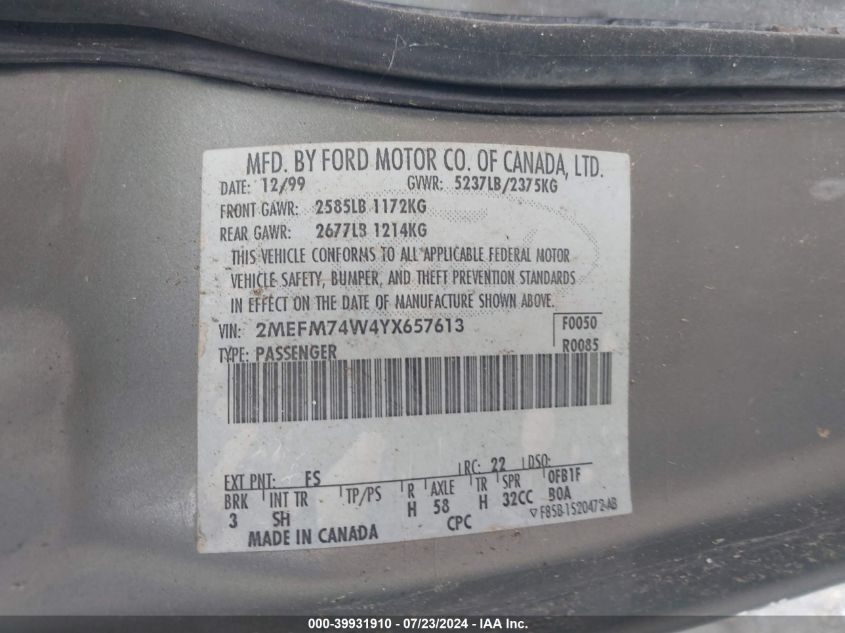 MFD. BY FORD MOTOR CO. OF CANADA, LTD.
DATE: 12/99 GVWR: 5237LB/2375KG
FRONT GAWR: 2585LB 1172KG
REAR GAWR: 2677LB 1214KG
THIS VEHICLE CONFORMS TO ALL APPLICABLE FEDERAL MOTOR
VEHICLE SAFETY, BUMPER, AND THEFT PREVENTION STANDARDS
IN EFFECT ON THE DATE OF MANUFACTURE SHOWN ABOVE.
VIN: 2MEFM74W4YX657613 F0050
TYPE: PASSENGER R0085
EXT PNT: FS RC: 22 DSO:
BRK INT TR TP/PS R AXLE TR SPR 0FB1F
3 SH H 58 H 32CC BOA
MADE IN CANADA CPC ▽ F85B-1520472-AB
000-39931910 - 07/23/2024 - IAAI.com